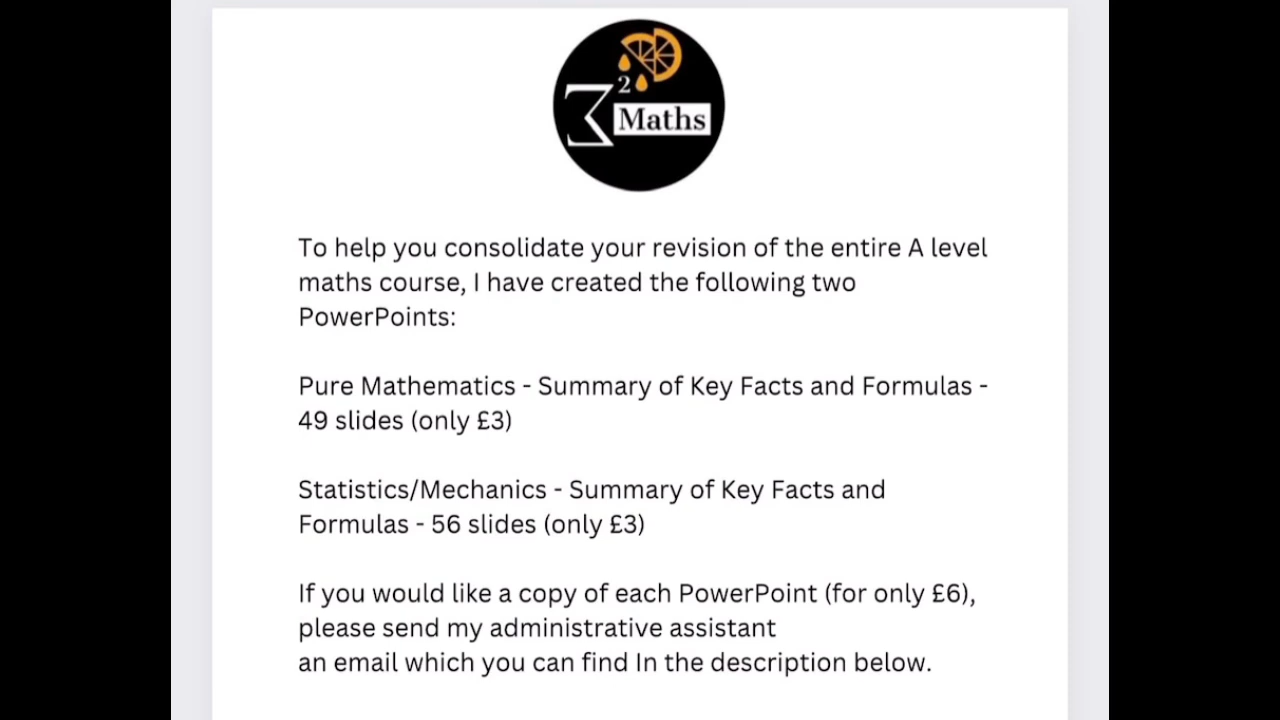 2
Maths
To help you consolidate your revision of the entire A level
maths course, I have created the following two
PowerPoints:
Pure Mathematics - Summary of Key Facts and Formulas -
49 slides (only £3)
Statistics/Mechanics - Summary of Key Facts and
Formulas - 56 slides (only £3)
If you would like a copy of each PowerPoint (for only £6),
please send my administrative assistant
an email which you can find In the description below.